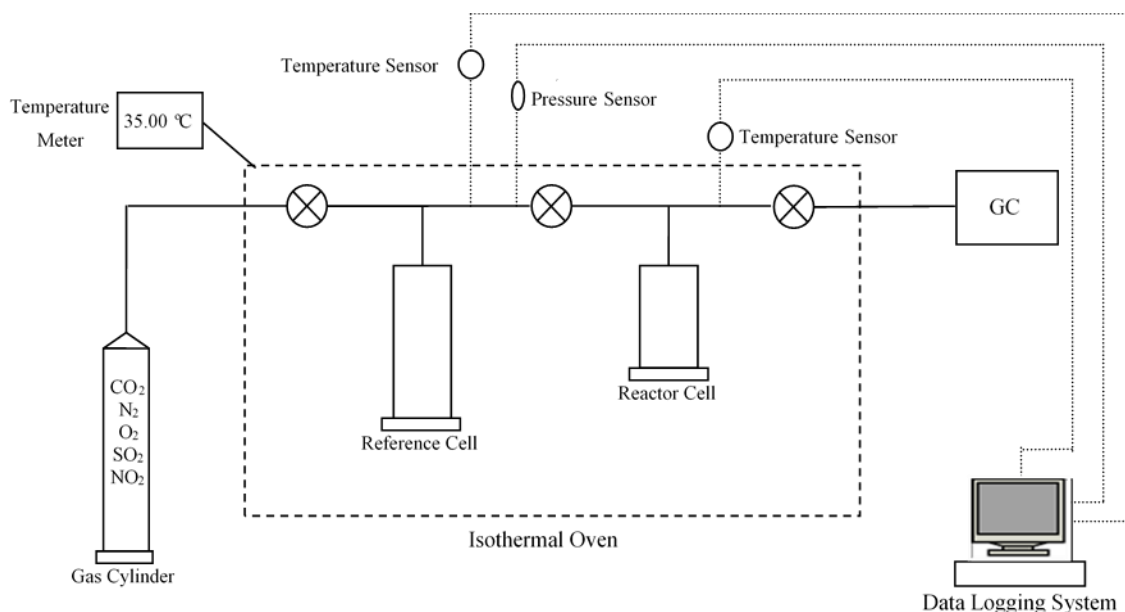 Temperature Sensor
Temperature
Meter
35.00 ℃
Pressure Sensor
Temperature Sensor
GC
CO₂
N₂
O₂
SO₂
NO₂
Reactor Cell
Reference Cell
Isothermal Oven
Gas Cylinder
Data Logging System